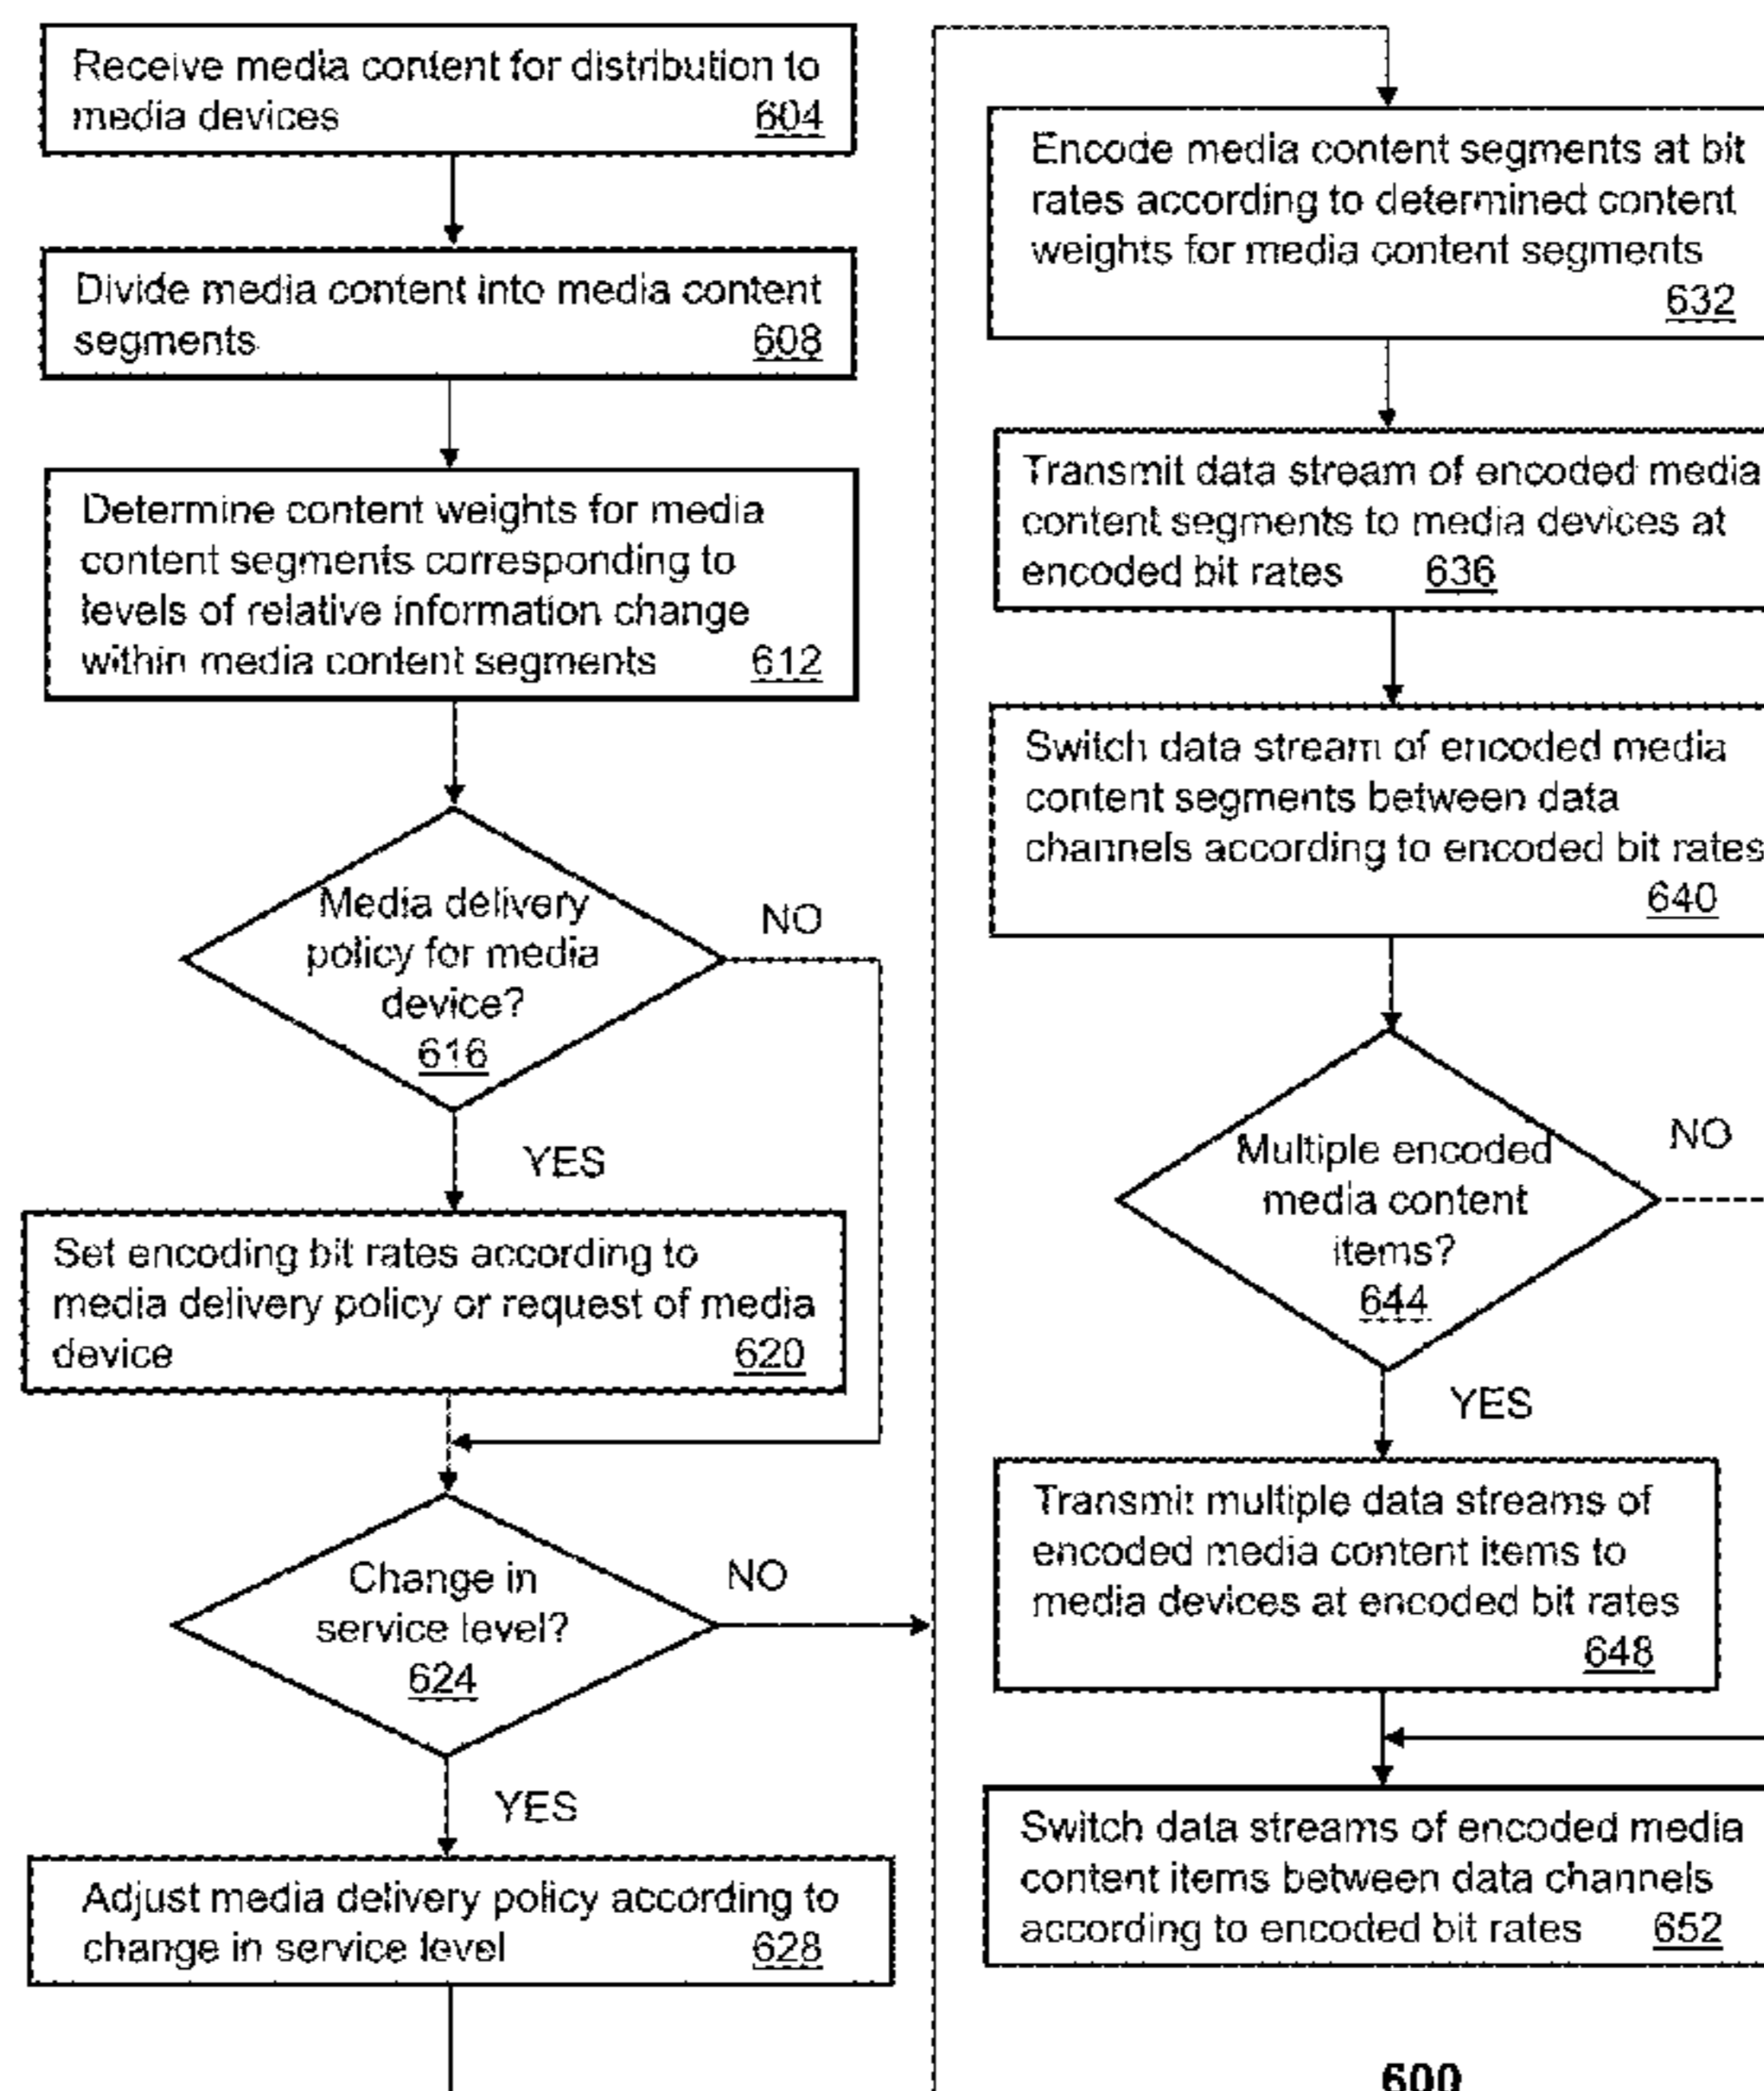 Receive media content for distribution to
media devices 604
Divide media content into media content
segments 608
Determine content weights for media
content segments corresponding to
levels of relative information change
within media content segments 612
Media delivery
policy for media
device?
616
NO
YES
Set encoding bit rates according to
media delivery policy or request of media
device 620
Change in
service level?
624
NO
YES
Adjust media delivery policy according to
change in service level 628
Encode media content segments at bit
rates according to determined content
weights for media content segments
632
Transmit data stream of encoded media
content segments to media devices at
encoded bit rates 636
Switch data stream of encoded media
content segments between data
channels according to encoded bit rates
640
Multiple encoded
media content
items?
644
NO
YES
Transmit multiple data streams of
encoded media content items to
media devices at encoded bit rates
648
Switch data streams of encoded media
content items between data channels
according to encoded bit rates 652
600